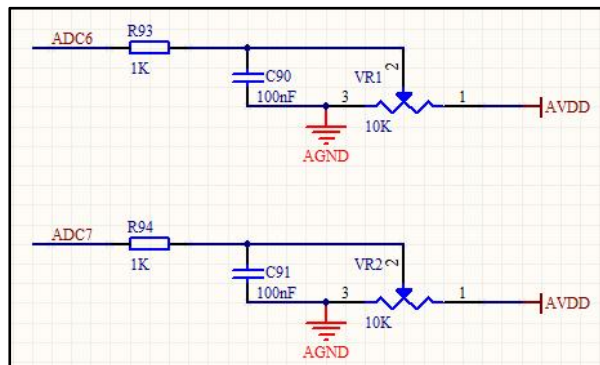 ADC6
R93
1K
C90
100nF
VR1
2
3
1
10K
AVDD
AGND
ADC7
R94
1K
C91
100nF
VR2
2
3
1
10K
AVDD
AGND